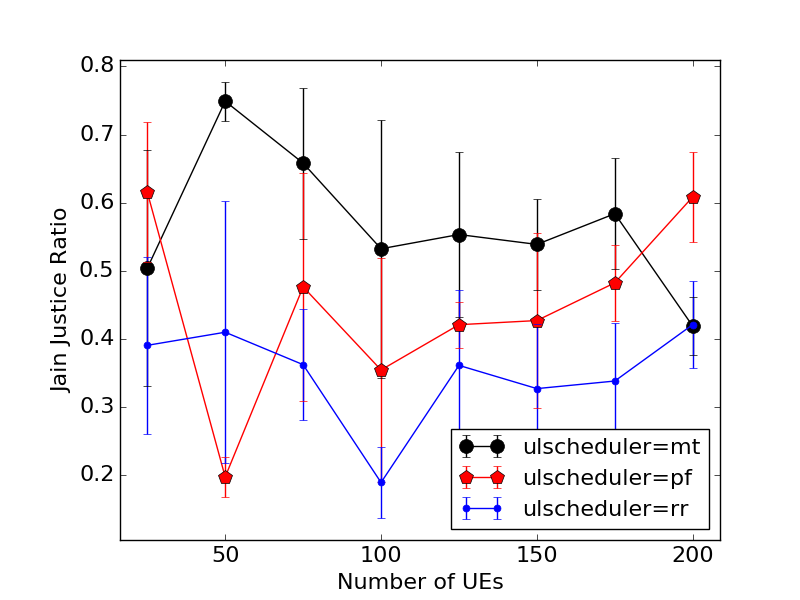 0.8
0.7
0.6
0.5
0.4
0.3
0.2
Jain Justice Ratio
ulscheduler=mt
ulscheduler=pf
ulscheduler=rr
50
100
150
200
Number of UEs